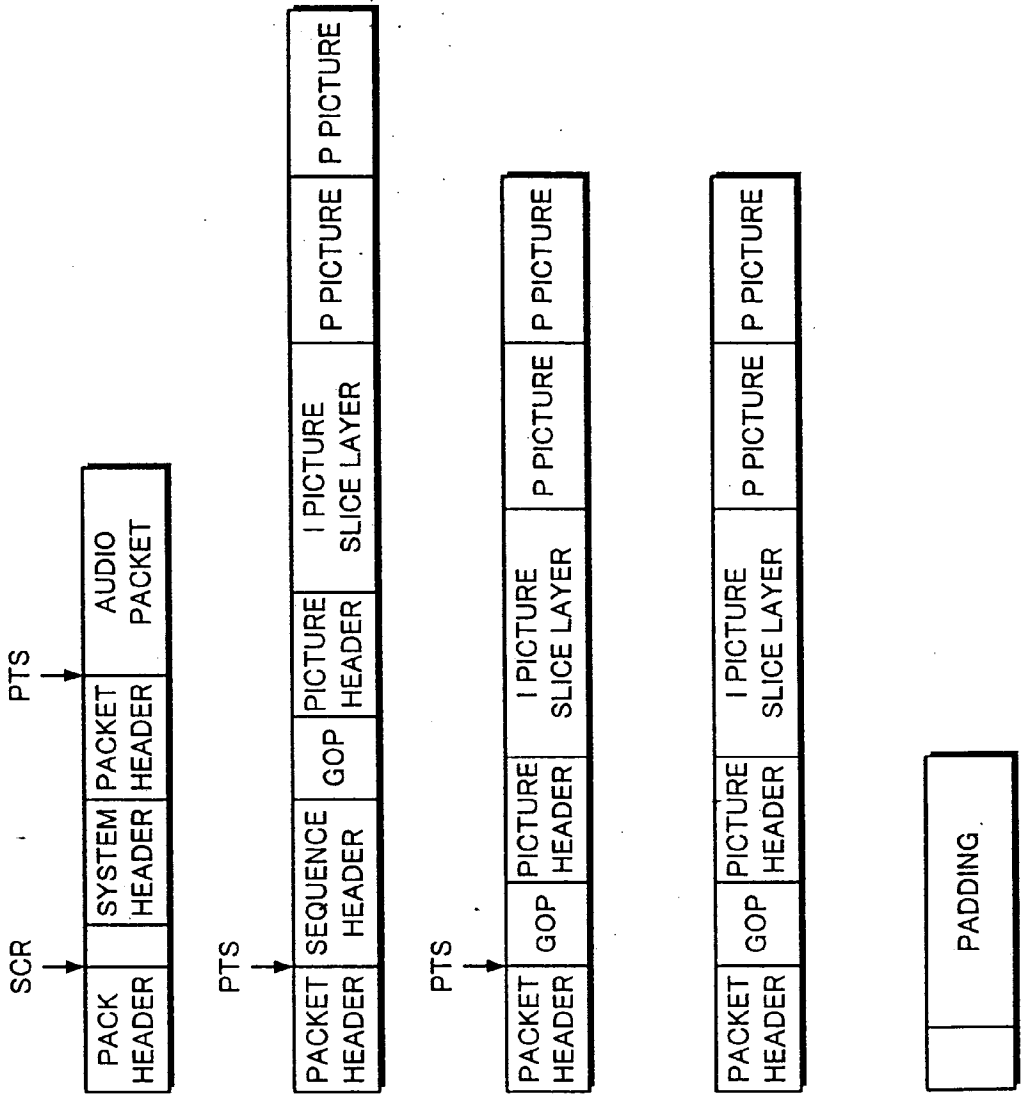 SCR
PTS
PACK HEADER
SYSTEM HEADER
PACKET HEADER
AUDIO PACKET
PTS
PACKET HEADER
SEQUENCE HEADER
GOP
PICTURE HEADER
I PICTURE SLICE LAYER
P PICTURE
P PICTURE
PTS
PACKET HEADER
GOP
PICTURE HEADER
I PICTURE SLICE LAYER
P PICTURE
P PICTURE
PACKET HEADER
GOP
PICTURE HEADER
I PICTURE SLICE LAYER
P PICTURE
P PICTURE
PADDING